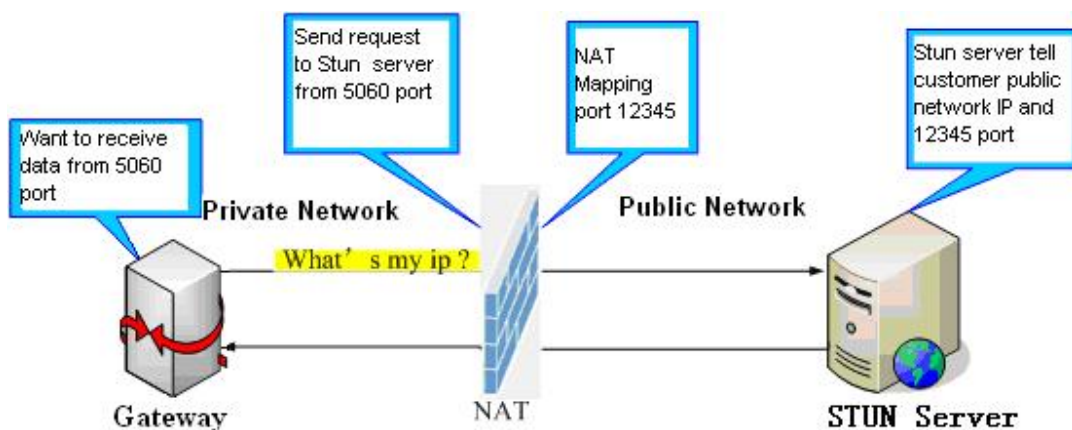 Send request
to Stun server
from 5060 port
NAT
Mapping
port 12345
Stun server tell
customer public
network IP and
12345 port
Want to receive
data from 5060
port
Private Network
Public Network
What's my ip ?
Gateway
NAT
STUN Server